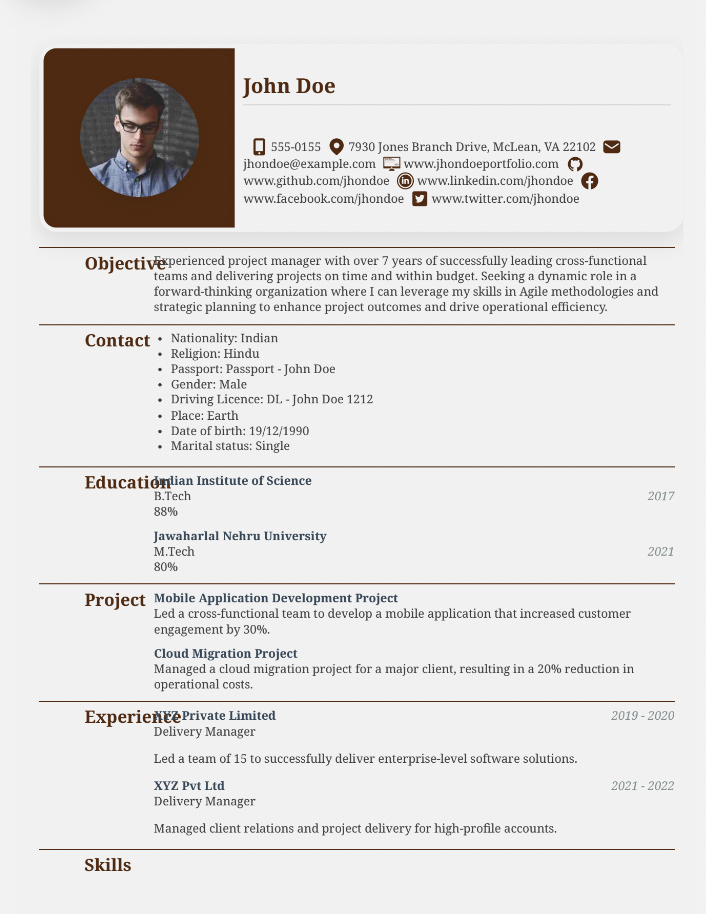 John Doe
555-0155 7930 Jones Branch Drive, McLean, VA 22102
jhondoe@example.com www.jhondoeportfolio.com
www.github.com/jhondoe www.linkedin.com/jhondoe
www.facebook.com/jhondoe www.twitter.com/jhondoe
Objective
Experienced project manager with over 7 years of successfully leading cross-functional
teams and delivering projects on time and within budget. Seeking a dynamic role in a
forward-thinking organization where I can leverage my skills in Agile methodologies and
strategic planning to enhance project outcomes and drive operational efficiency.
Contact
• Nationality: Indian
• Religion: Hindu
• Passport: Passport - John Doe
• Gender: Male
• Driving Licence: DL - John Doe 1212
• Place: Earth
• Date of birth: 19/12/1990
• Marital status: Single
Education
Indian Institute of Science
B.Tech 2017
88%
Jawaharlal Nehru University
M.Tech 2021
80%
Project
Mobile Application Development Project
Led a cross-functional team to develop a mobile application that increased customer
engagement by 30%.
Cloud Migration Project
Managed a cloud migration project for a major client, resulting in a 20% reduction in
operational costs.
Experience
XYZ Private Limited 2019 - 2020
Delivery Manager
Led a team of 15 to successfully deliver enterprise-level software solutions.
XYZ Pvt Ltd 2021 - 2022
Delivery Manager
Managed client relations and project delivery for high-profile accounts.
Skills